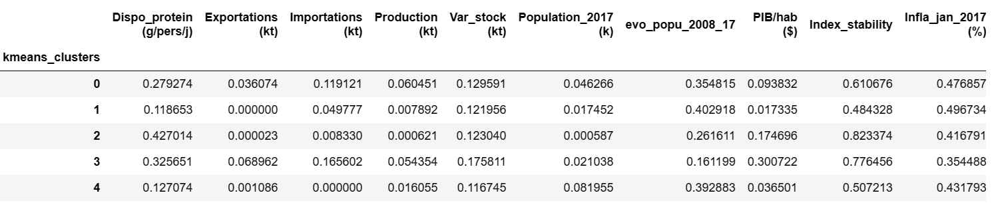 Dispo_protein (g/pers/j) Exportations (kt) Importations (kt) Production (kt) Var_stock (kt) Population_2017 (k) evo_popu_2008_17 PIB/hab ($) Index_stability Infla_jan_2017 (%)
kmeans_clusters
0 0.279274 0.036074 0.119121 0.060451 0.129591 0.046266 0.354815 0.093832 0.610676 0.476857
1 0.118653 0.000000 0.049777 0.007892 0.121956 0.017452 0.402918 0.017335 0.484328 0.496734
2 0.427014 0.000023 0.008330 0.000621 0.123040 0.000587 0.261611 0.174696 0.823374 0.416791
3 0.325651 0.068962 0.165602 0.054354 0.175811 0.021038 0.161199 0.300722 0.776456 0.354488
4 0.127074 0.001086 0.000000 0.016055 0.116745 0.081955 0.392883 0.036501 0.507213 0.431793